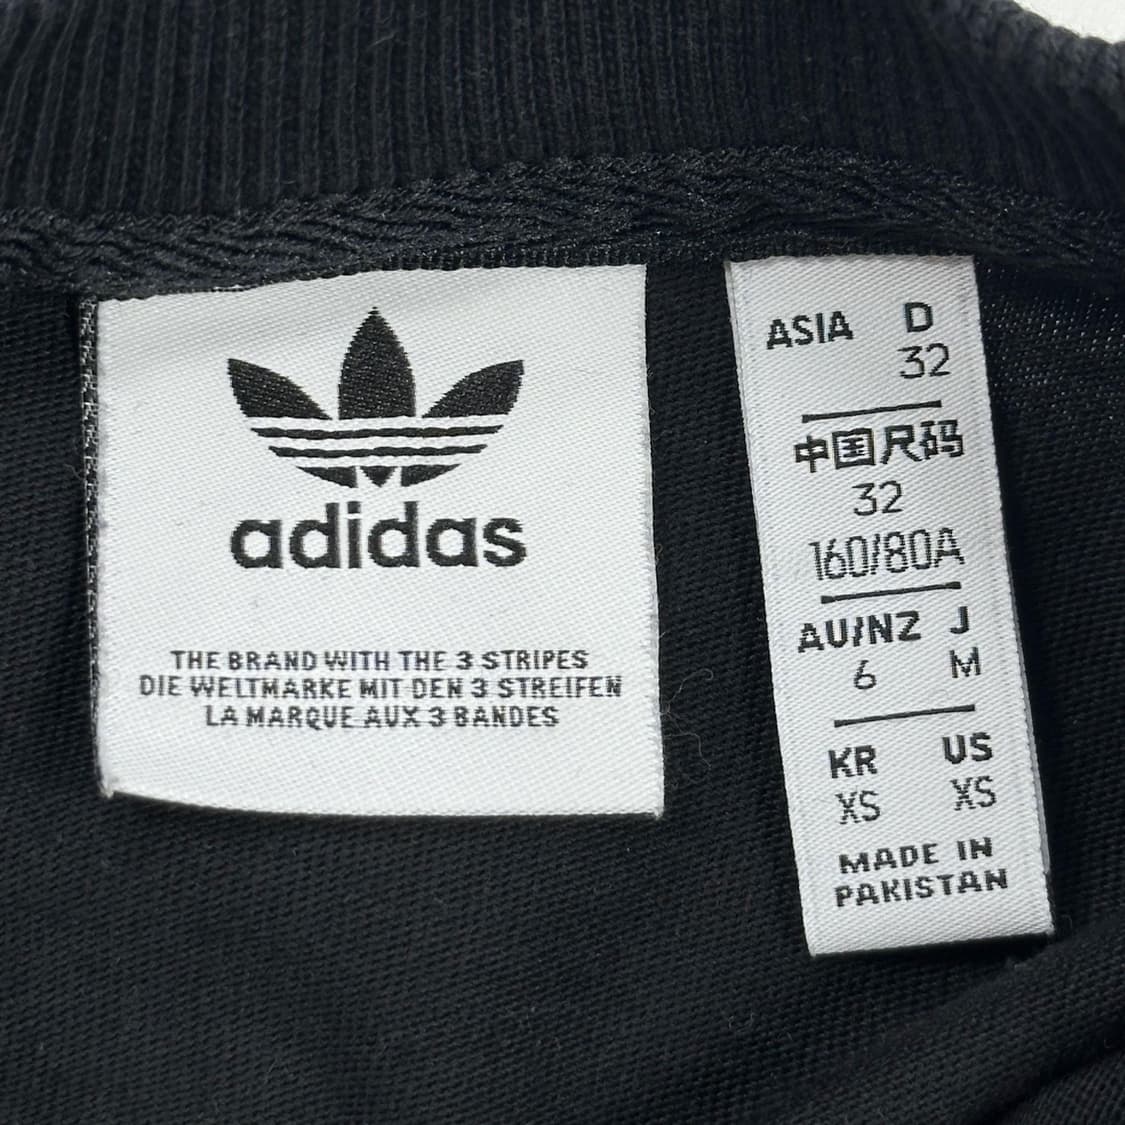 adidas
THE BRAND WITH THE 3 STRIPES
DIE WELTMARKE MIT DEN 3 STREIFEN
LA MARQUE AUX 3 BANDES
ASIA D
32
中国尺码
32
160/80A
AU/NZ J
6 M
KR US
XS XS
MADE IN
PAKISTAN